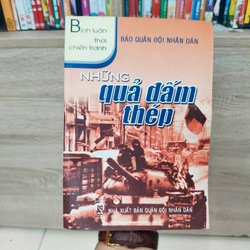 Bình luận
thời
chiến tranh
BÁO QUÂN ĐỘI NHÂN DÂN
NHỮNG
quả đấm
thép
NHÀ XUẤT BẢN QUÂN ĐỘI NHÂN DÂN